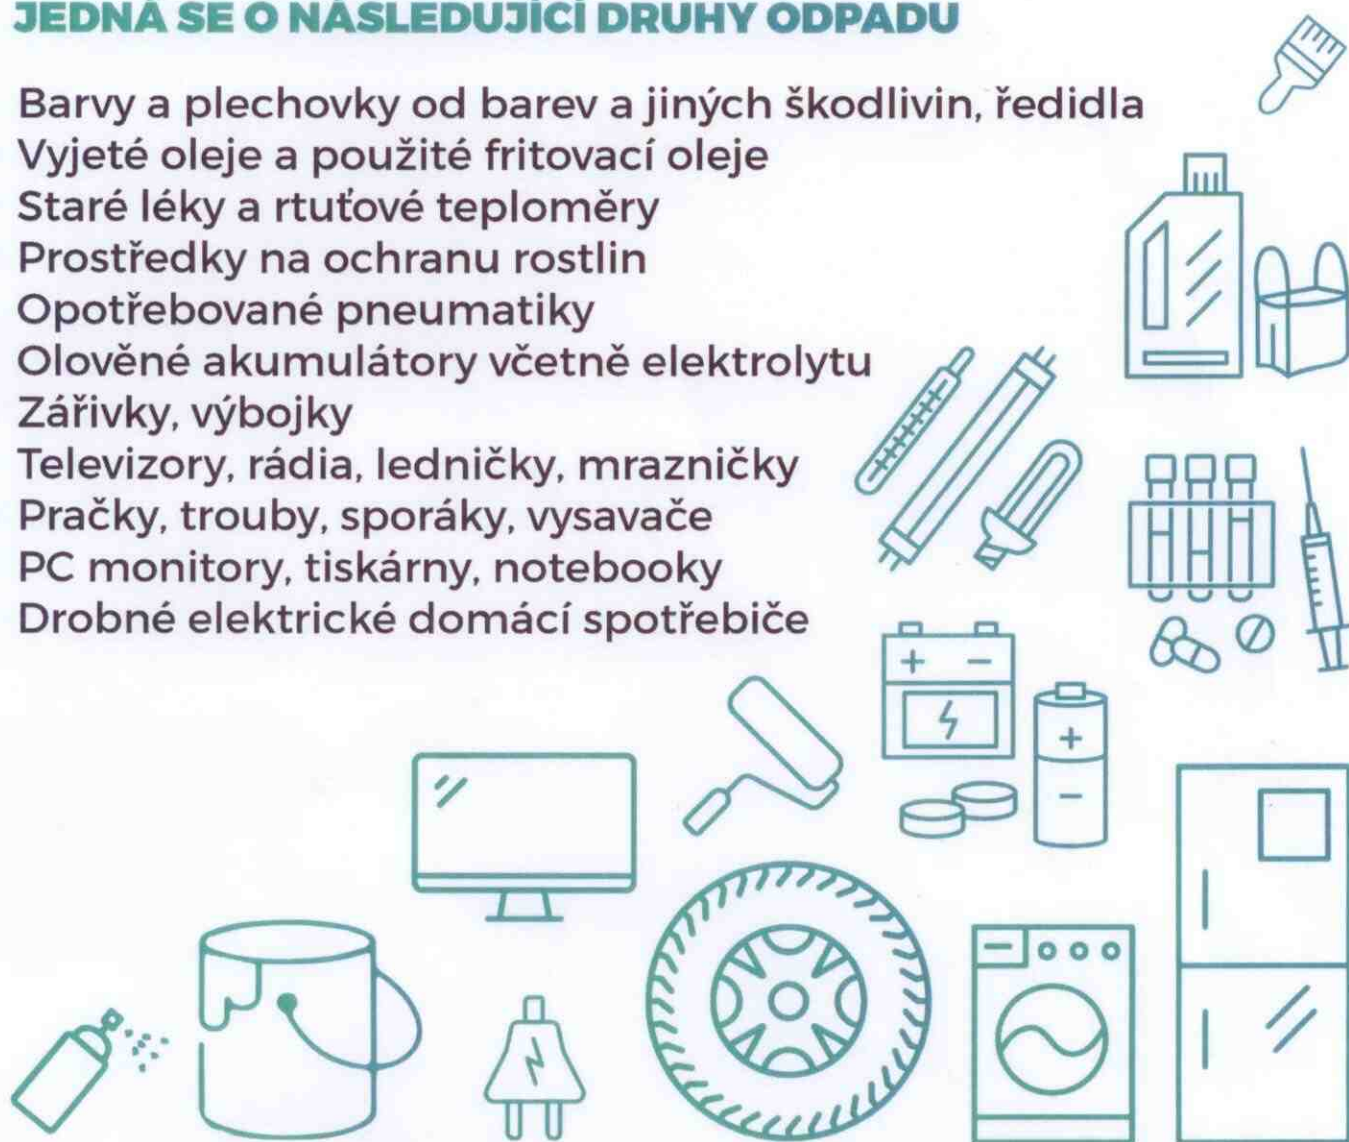 JEDNÁ SE O NÁSLEDUJÍCÍ DRUHY ODPADU
Barvy a plechovky od barev a jiných škodlivin, ředidla
Vyjeté oleje a použité fritovací oleje
Staré léky a rtuťové teploměry
Prostředky na ochranu rostlin
Opotřebované pneumatiky
Olověné akumulátory včetně elektrolytu
Zářivky, výbojky
Televizory, rádia, ledničky, mrazničky
Pračky, trouby, sporáky, vysavače
PC monitory, tiskárny, notebooky
Drobné elektrické domácí spotřebiče